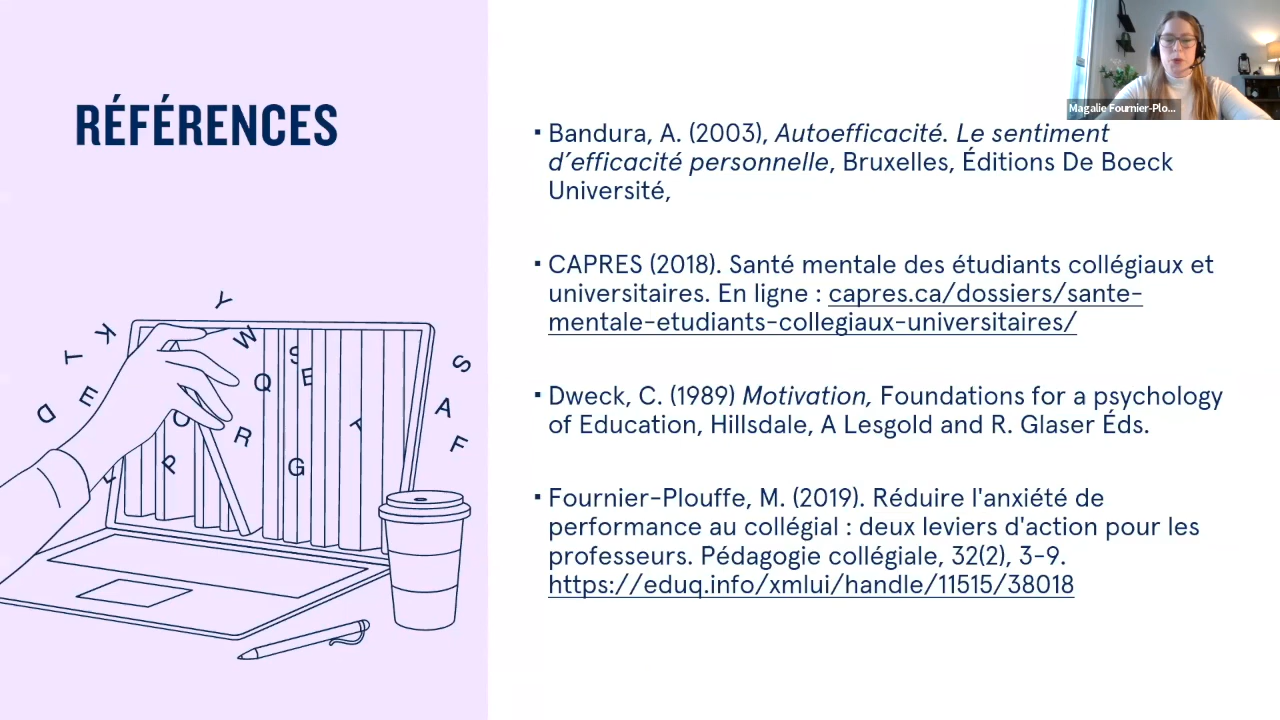 RÉFÉRENCES
Magalie Fournier-Plo...
▪ Bandura, A. (2003), Autoefficacité. Le sentiment
d’efficacité personnelle, Bruxelles, Éditions De Boeck
Université,
▪ CAPRES (2018). Santé mentale des étudiants collégiaux et
universitaires. En ligne : capres.ca/dossiers/sante-
mentale-etudiants-collegiaux-universitaires/
▪ Dweck, C. (1989) Motivation, Foundations for a psychology
of Education, Hillsdale, A Lesgold and R. Glaser Éds.
▪ Fournier-Plouffe, M. (2019). Réduire l'anxiété de
performance au collégial : deux leviers d'action pour les
professeurs. Pédagogie collégiale, 32(2), 3-9.
https://eduq.info/xmlui/handle/11515/38018
Y
K
W
T
S
S
Q
E
E
A
D
R
T
F
P
G